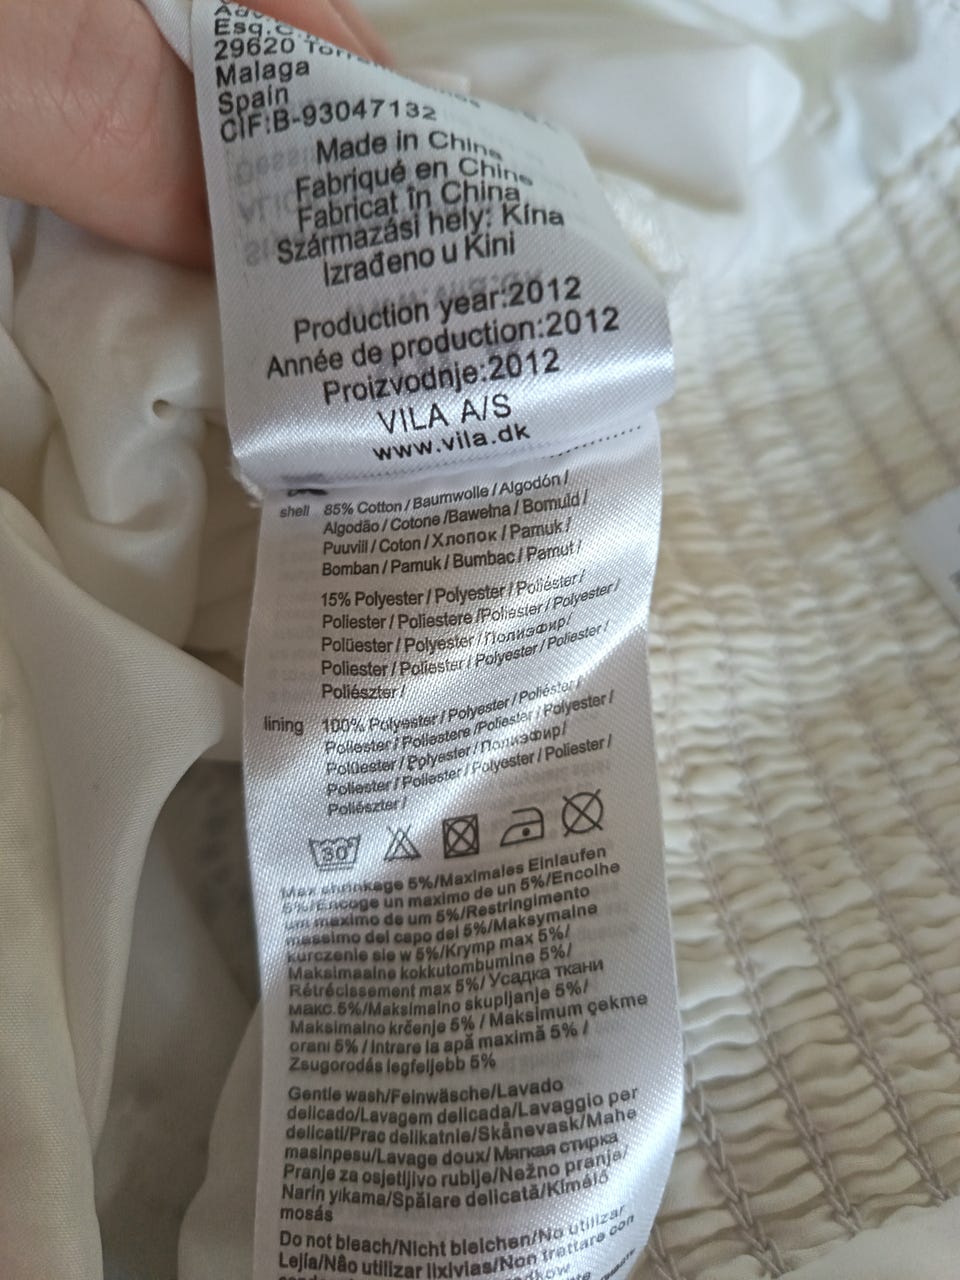 Esq.
29620
Malaga
Spain
CIF:B-93047132
Made in China
Fabriqué en Chine
Fabricat în China
Származási hely: Kína
Izrađeno u Kini
Production year:2012
Année de production:2012
Proizvodnje:2012
VILA A/S
www.vila.dk
shell 85% Cotton / Baumwolle / Algodón /
Algodão / Cotone /Bawełna / Bomuld /
Puuvill / Coton / Хлопок / Pamuk /
Bomban / Pamuk / Bumbac / Pamut /
15% Polyester / Polyester / Poliéster /
Poliester / Poliestere /Poliester / Polyester /
Polüester / Polyester / Полиэфир/
Poliester / Poliester / Polyester / Poliester /
Poliészter /
lining 100% Polyester / Polyester / Poliéster /
Poliester / Poliestere /Poliester / Polyester /
Polüester / Polyester / Полиэфир/
Poliester / Poliester / Polyester / Poliester /
Poliészter /
30
Max shrinkage 5%/Maximales Einlaufen
5%/Encoge un maximo de un 5%/Encolhe
um maximo de um 5%/Restringimento
massimo del capo del 5%/Maksymalne
kurczenie sie w 5%/Krymp max 5%/
Maksimaalne kokkutombumine 5%/
Rétrécissement max 5%/ Усадка ткани
макс.5%/Maksimalno skupljanje 5%/
Maksimalno krčenje 5% / Maksimum çekme
oranı 5% / Intrare la apă maximă 5% /
Zsugorodás legfeljebb 5%
Gentle wash/Feinwäsche/Lavado
delicado/Lavagem delicada/Lavaggio per
delicati/Prac delikatnie/Skånevask/Mahe
masinpesu/Lavage doux/ Мягкая стирка
Pranje za osjetljivo rublje/Nežno pranje/
Narin yıkama/Spălare delicată/Kímélő
mosás
Do not bleach/Nicht bleichen/No utilizar
Lejía/Não utilizar lixivias/Non trattare con